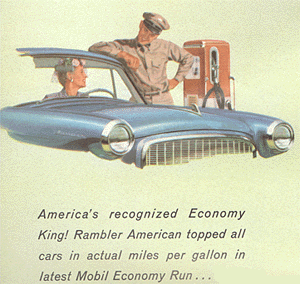 America's recognized Economy
King! Rambler American topped all
cars in actual miles per gallon in
latest Mobil Economy Run...